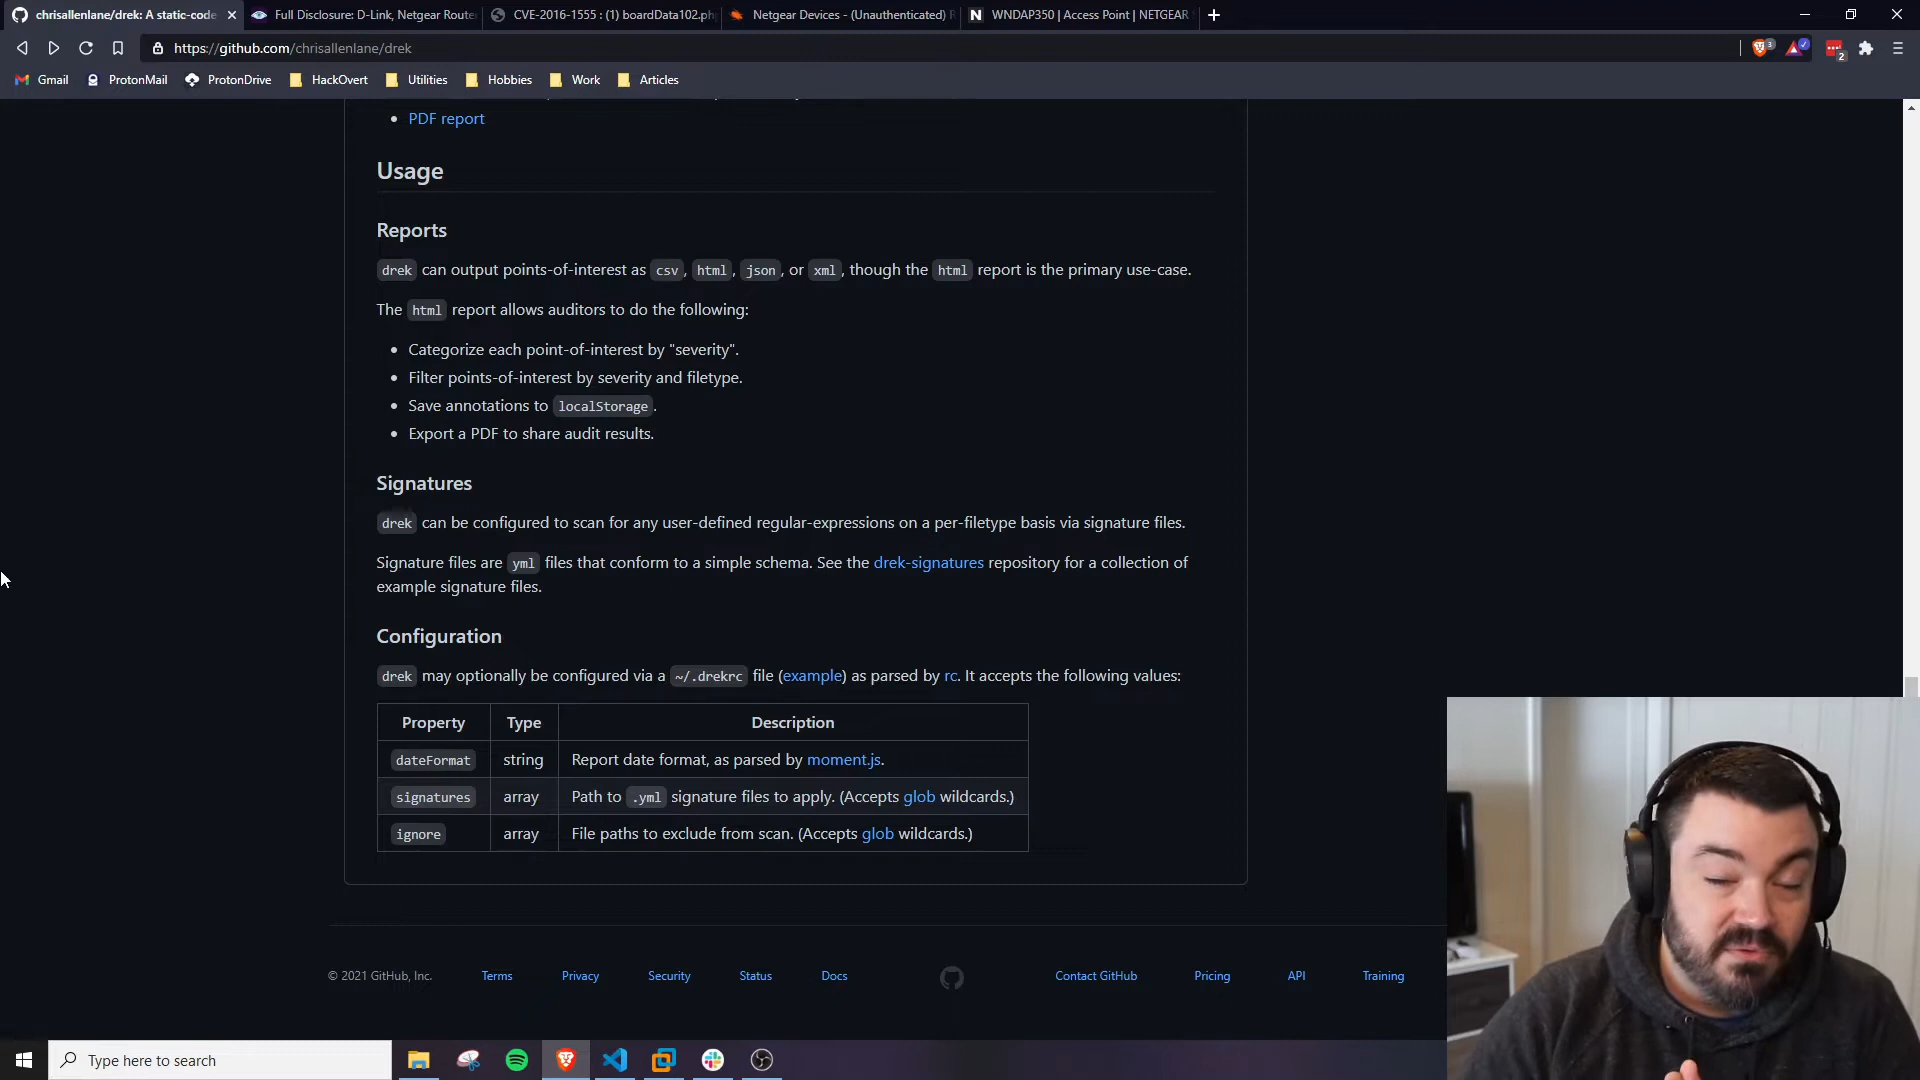 chrisallenlane/drek: A static-code
Full Disclosure: D-Link, Netgear Route
CVE-2016-1555 : (1) boardData102.ph
Netgear Devices - (Unauthenticated)
WNDAP350 | Access Point | NETGEAR
https://github.com/chrisallenlane/drek
3
2
Gmail
ProtonMail
ProtonDrive
HackOvert
Utilities
Hobbies
Work
Articles
PDF report
Usage
Reports
drek can output points-of-interest as csv, html, json, or xml, though the html report is the primary use-case.
The html report allows auditors to do the following:
Categorize each point-of-interest by "severity".
Filter points-of-interest by severity and filetype.
Save annotations to localStorage.
Export a PDF to share audit results.
Signatures
drek can be configured to scan for any user-defined regular-expressions on a per-filetype basis via signature files.
Signature files are yml files that conform to a simple schema. See the drek-signatures repository for a collection of
example signature files.
Configuration
drek may optionally be configured via a ~/.drekrc file (example) as parsed by rc. It accepts the following values:
Property Type Description
dateFormat string Report date format, as parsed by moment.js.
signatures array Path to .yml signature files to apply. (Accepts glob wildcards.)
ignore array File paths to exclude from scan. (Accepts glob wildcards.)
© 2021 GitHub, Inc. Terms Privacy Security Status Docs Contact GitHub Pricing API Training
Type here to search